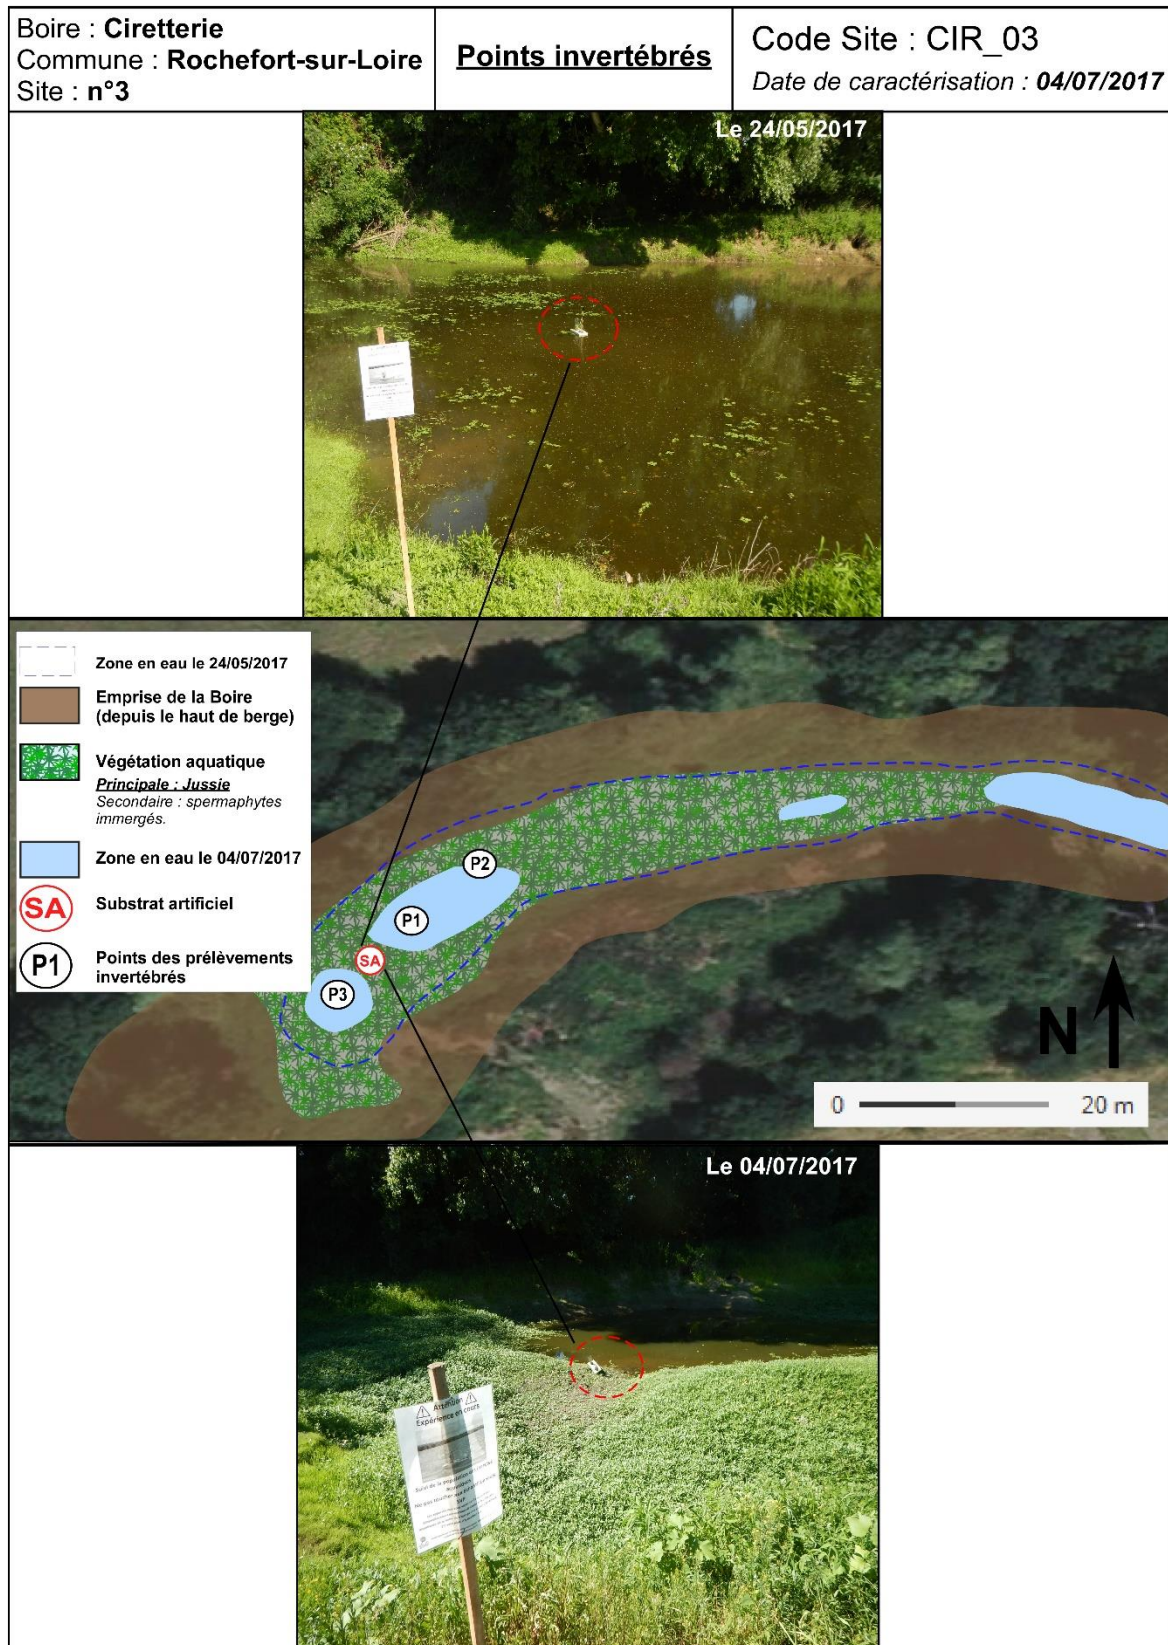 Boire : Ciretterie
Commune : Rochefort-sur-Loire
Site : n°3
Points invertébrés
Code Site : CIR_03
Date de caractérisation : 04/07/2017
Le 24/05/2017
Zone en eau le 24/05/2017
Emprise de la Boire
(depuis le haut de berge)
Végétation aquatique
Principale : Jussie
Secondaire : spermaphytes
immergés.
Zone en eau le 04/07/2017
SA
Substrat artificiel
P1
Points des prélèvements
invertébrés
P2
P1
SA
P3
N
0 20 m
Le 04/07/2017
Attention
Expérience en cours